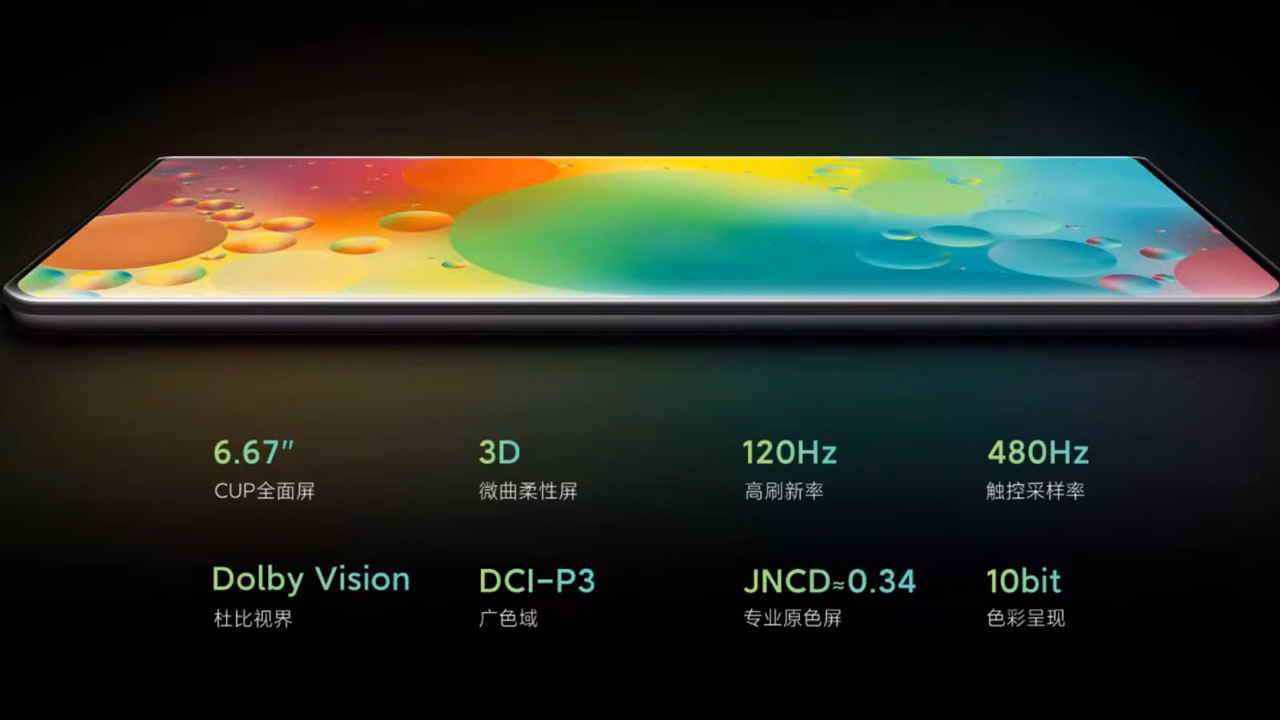 6.67″
CUP全面屏
3D
微曲柔性屏
120Hz
高刷新率
480Hz
触控采样率
Dolby Vision
杜比视界
DCI-P3
广色域
JNCD≈0.34
专业原色屏
10bit
色彩呈现